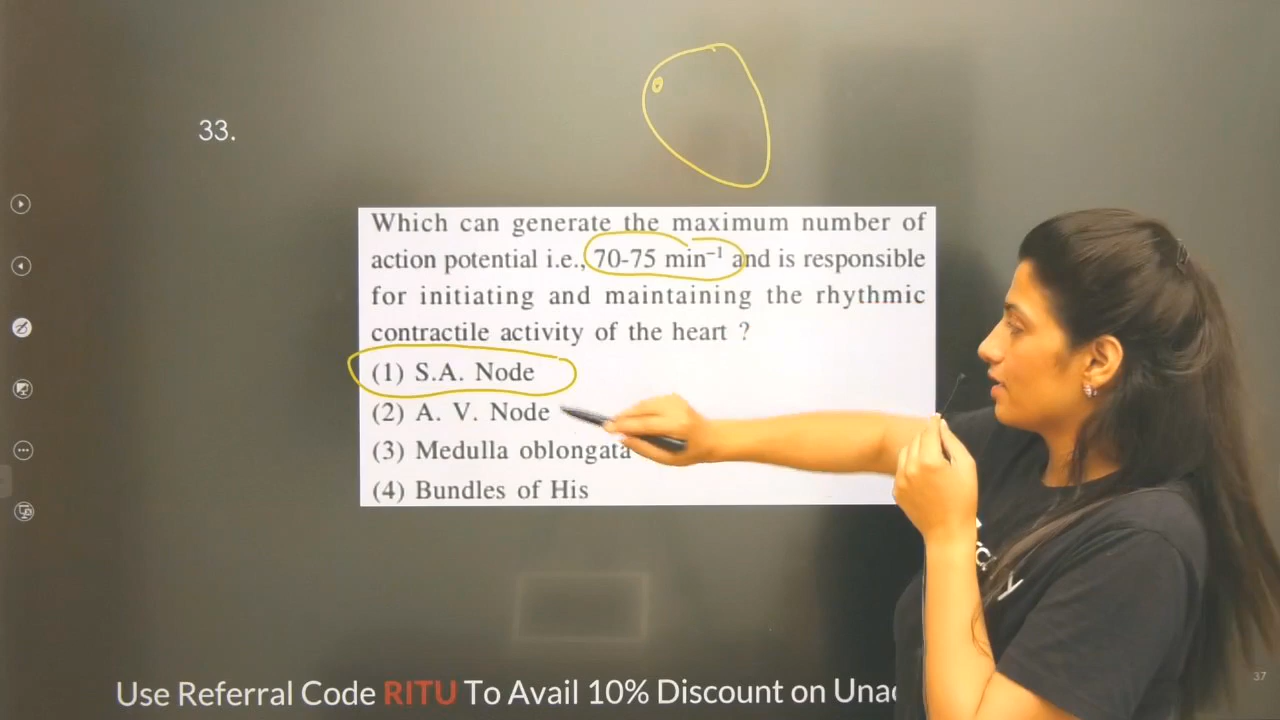 33.
Which can generate the maximum number of
action potential i.e., 70-75 min⁻¹ and is responsible
for initiating and maintaining the rhythmic
contractile activity of the heart ?
(1) S.A. Node
(2) A. V. Node
(3) Medulla oblongata
(4) Bundles of His
Use Referral Code RITU To Avail 10% Discount on
37